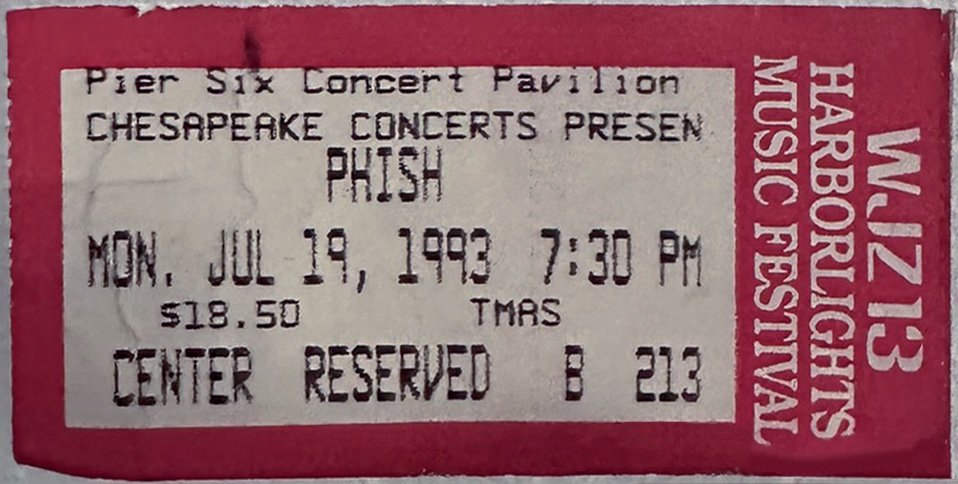 Pier Six Concert Pavilion
CHESAPEAKE CONCERTS PRESEN
PHISH
MON. JUL 19, 1993 7:30 PM
$18.50 TMAS
CENTER RESERVED B 213
WJZ 13
HARBORLIGHTS
MUSIC FESTIVAL